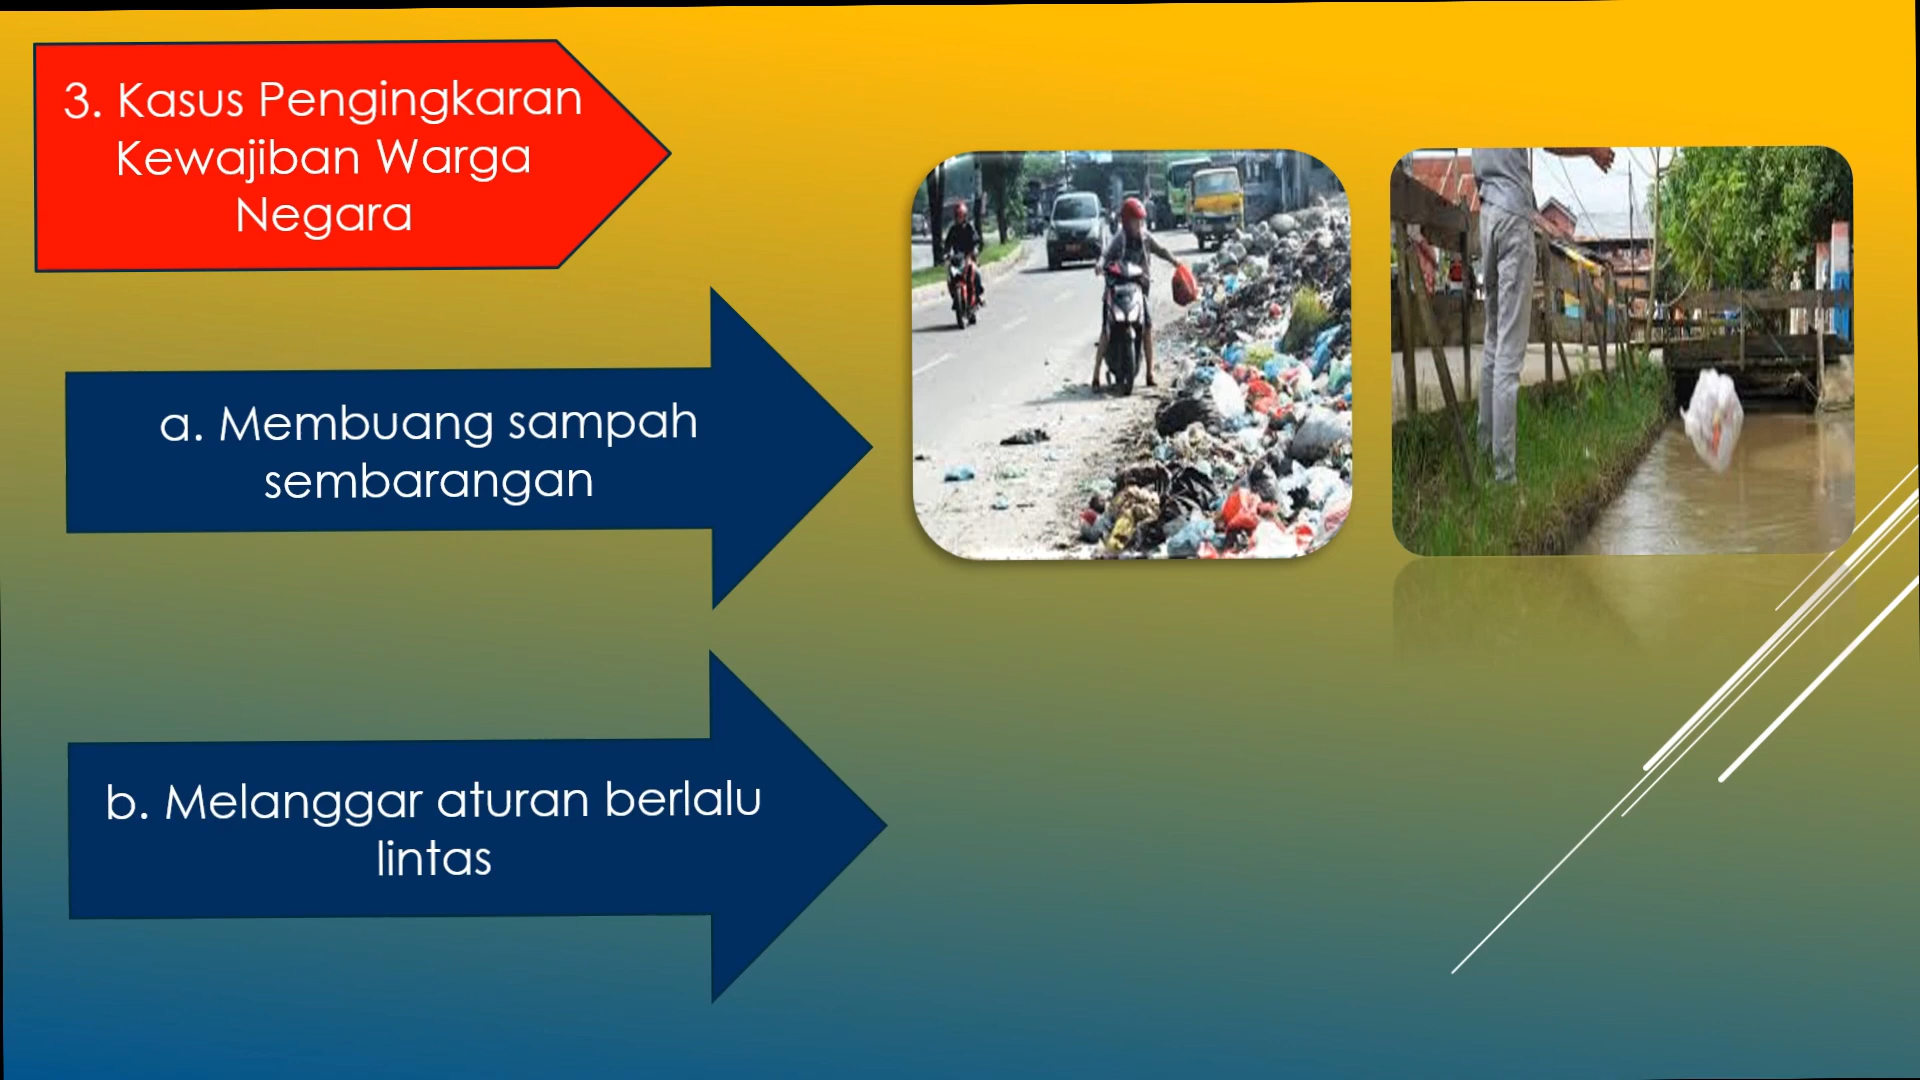 3. Kasus Pengingkaran
Kewajiban Warga
Negara
a. Membuang sampah
sembarangan
b. Melanggar aturan berlalu
lintas